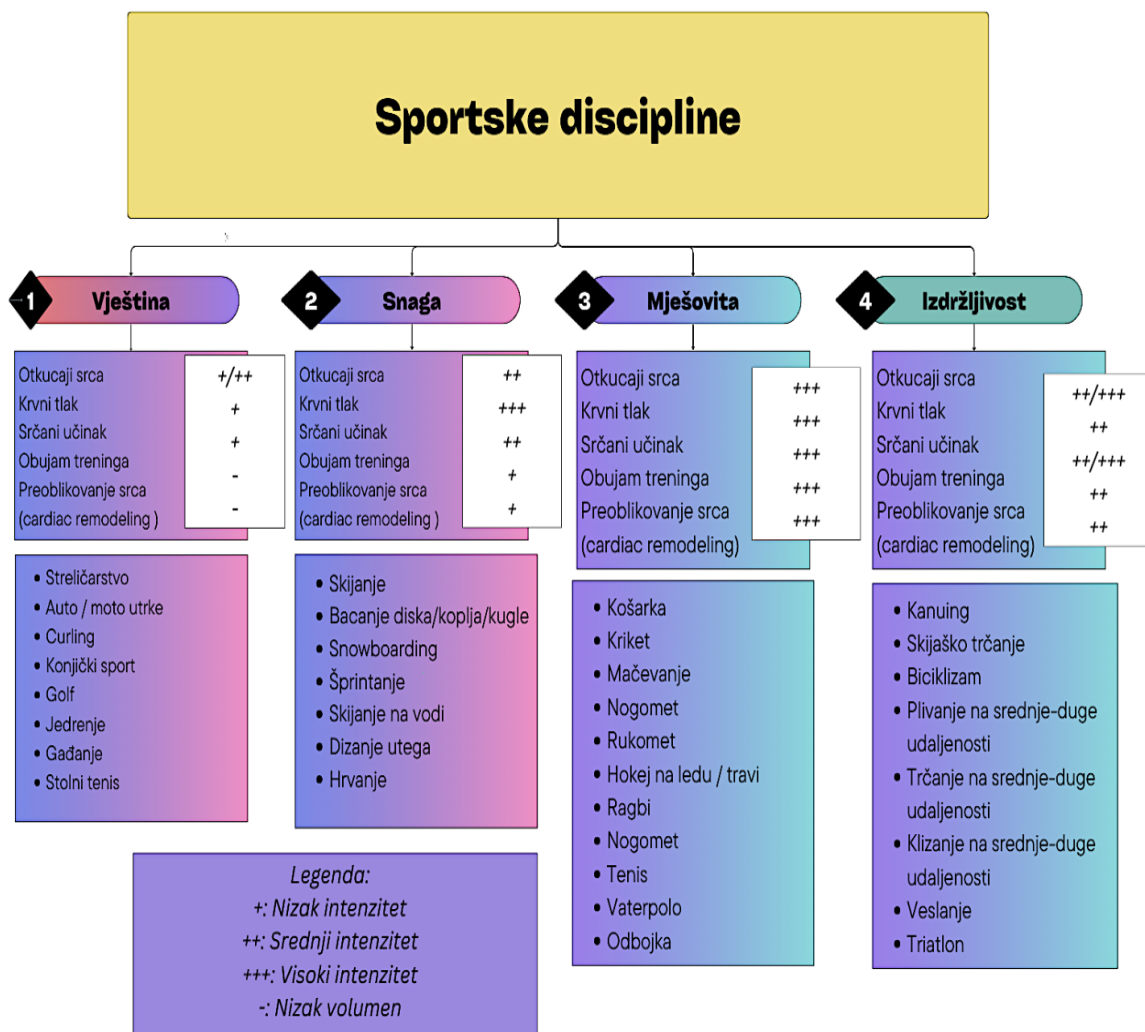 Sportske discipline
1
Vještina
Otkucaji srca
Krvni tlak
Srčani učinak
Obujam treninga
Preoblikovanje srca
(cardiac remodeling )
+/++
+
+
-
-
• Streličarstvo
• Auto / moto utrke
• Curling
• Konjički sport
• Golf
• Jedrenje
• Gađanje
• Stolni tenis
2
Snaga
Otkucaji srca
Krvni tlak
Srčani učinak
Obujam treninga
Preoblikovanje srca
(cardiac remodeling )
++
+++
++
+
+
• Skijanje
• Bacanje diska/koplja/kugle
• Snowboarding
• Šprintanje
• Skijanje na vodi
• Dizanje utega
• Hrvanje
3
Mješovita
Otkucaji srca
Krvni tlak
Srčani učinak
Obujam treninga
Preoblikovanje srca
(cardiac remodeling)
+++
+++
+++
+++
+++
• Košarka
• Kriket
• Mačevanje
• Nogomet
• Rukomet
• Hokej na ledu / travi
• Ragbi
• Nogomet
• Tenis
• Vaterpolo
• Odbojka
4
Izdržljivost
Otkucaji srca
Krvni tlak
Srčani učinak
Obujam treninga
Preoblikovanje srca
(cardiac remodeling)
++/+++
++
++/+++
++
++
• Kanuing
• Skijaško trčanje
• Biciklizam
• Plivanje na srednje-duge
udaljenosti
• Trčanje na srednje-duge
udaljenosti
• Klizanje na srednje-duge
udaljenosti
• Veslanje
• Triatlon
Legenda:
+: Nizak intenzitet
++: Srednji intenzitet
+++: Visoki intenzitet
-: Nizak volumen